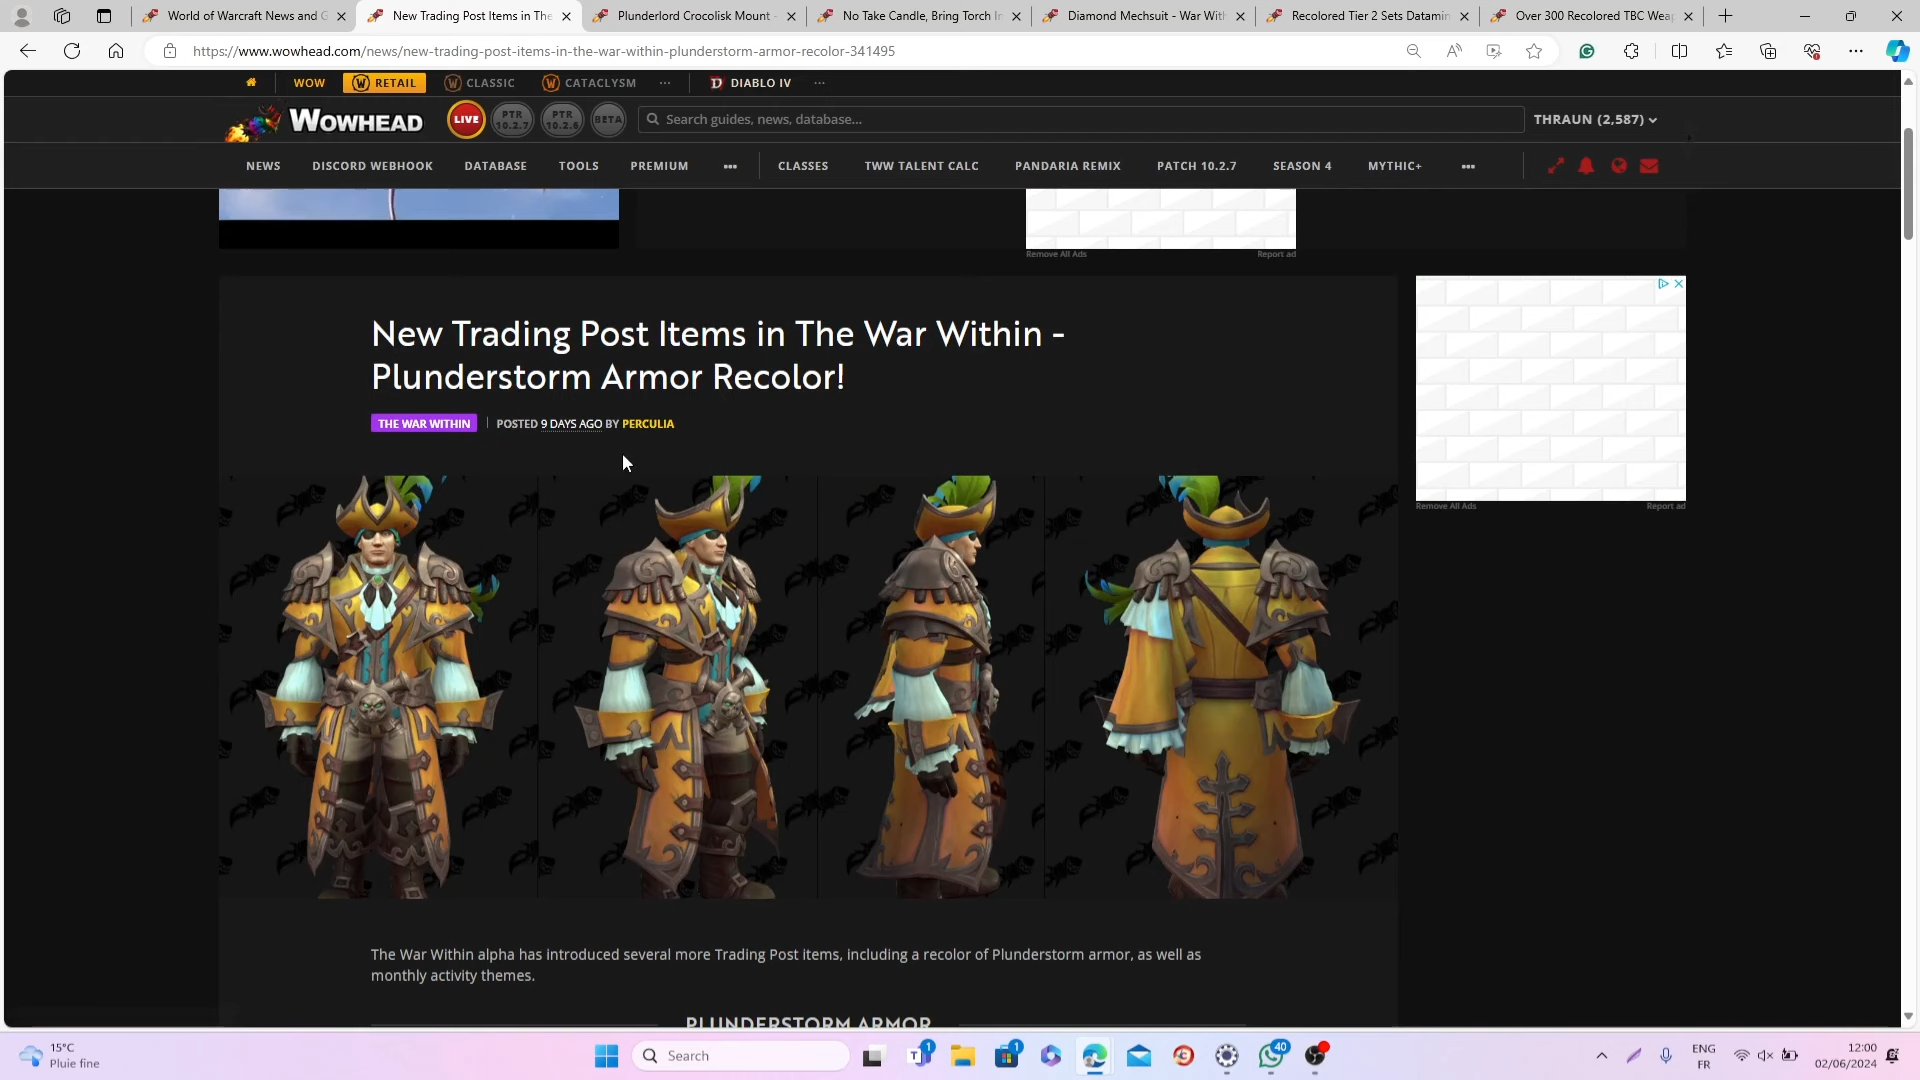 World of Warcraft News and G
New Trading Post Items in The
Plunderlord Crocolisk Mount -
No Take Candle, Bring Torch In
Diamond Mechsuit - War With
Recolored Tier 2 Sets Datamin
Over 300 Recolored TBC Wea
https://www.wowhead.com/news/new-trading-post-items-in-the-war-within-plunderstorm-armor-recolor-341495
WOW
RETAIL
CLASSIC
CATACLYSM
DIABLO IV
WOWHEAD
LIVE
PTR 10.2.7
PTR 10.2.6
BETA
Search guides, news, database...
THRAUN (2,587)
NEWS
DISCORD WEBHOOK
DATABASE
TOOLS
PREMIUM
CLASSES
TWW TALENT CALC
PANDARIA REMIX
PATCH 10.2.7
SEASON 4
MYTHIC+
Remove All Ads
Report ad
New Trading Post Items in The War Within -
Plunderstorm Armor Recolor!
THE WAR WITHIN
POSTED 9 DAYS AGO BY PERCULIA
Remove All Ads
Report ad
The War Within alpha has introduced several more Trading Post items, including a recolor of Plunderstorm armor, as well as
monthly activity themes.
PLUNDERSTORM ARMOR
15°C
Pluie fine
Search
1
1
40
ENG
FR
12:00
02/06/2024